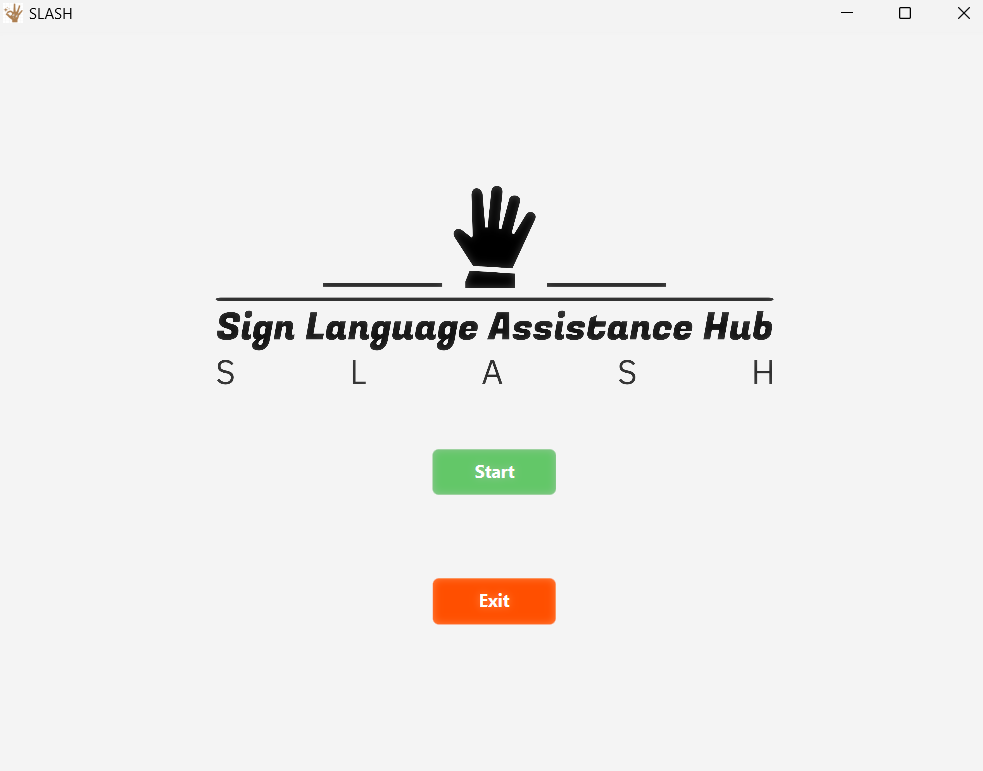 SLASH
Sign Language Assistance Hub
S L A S H
Start
Exit